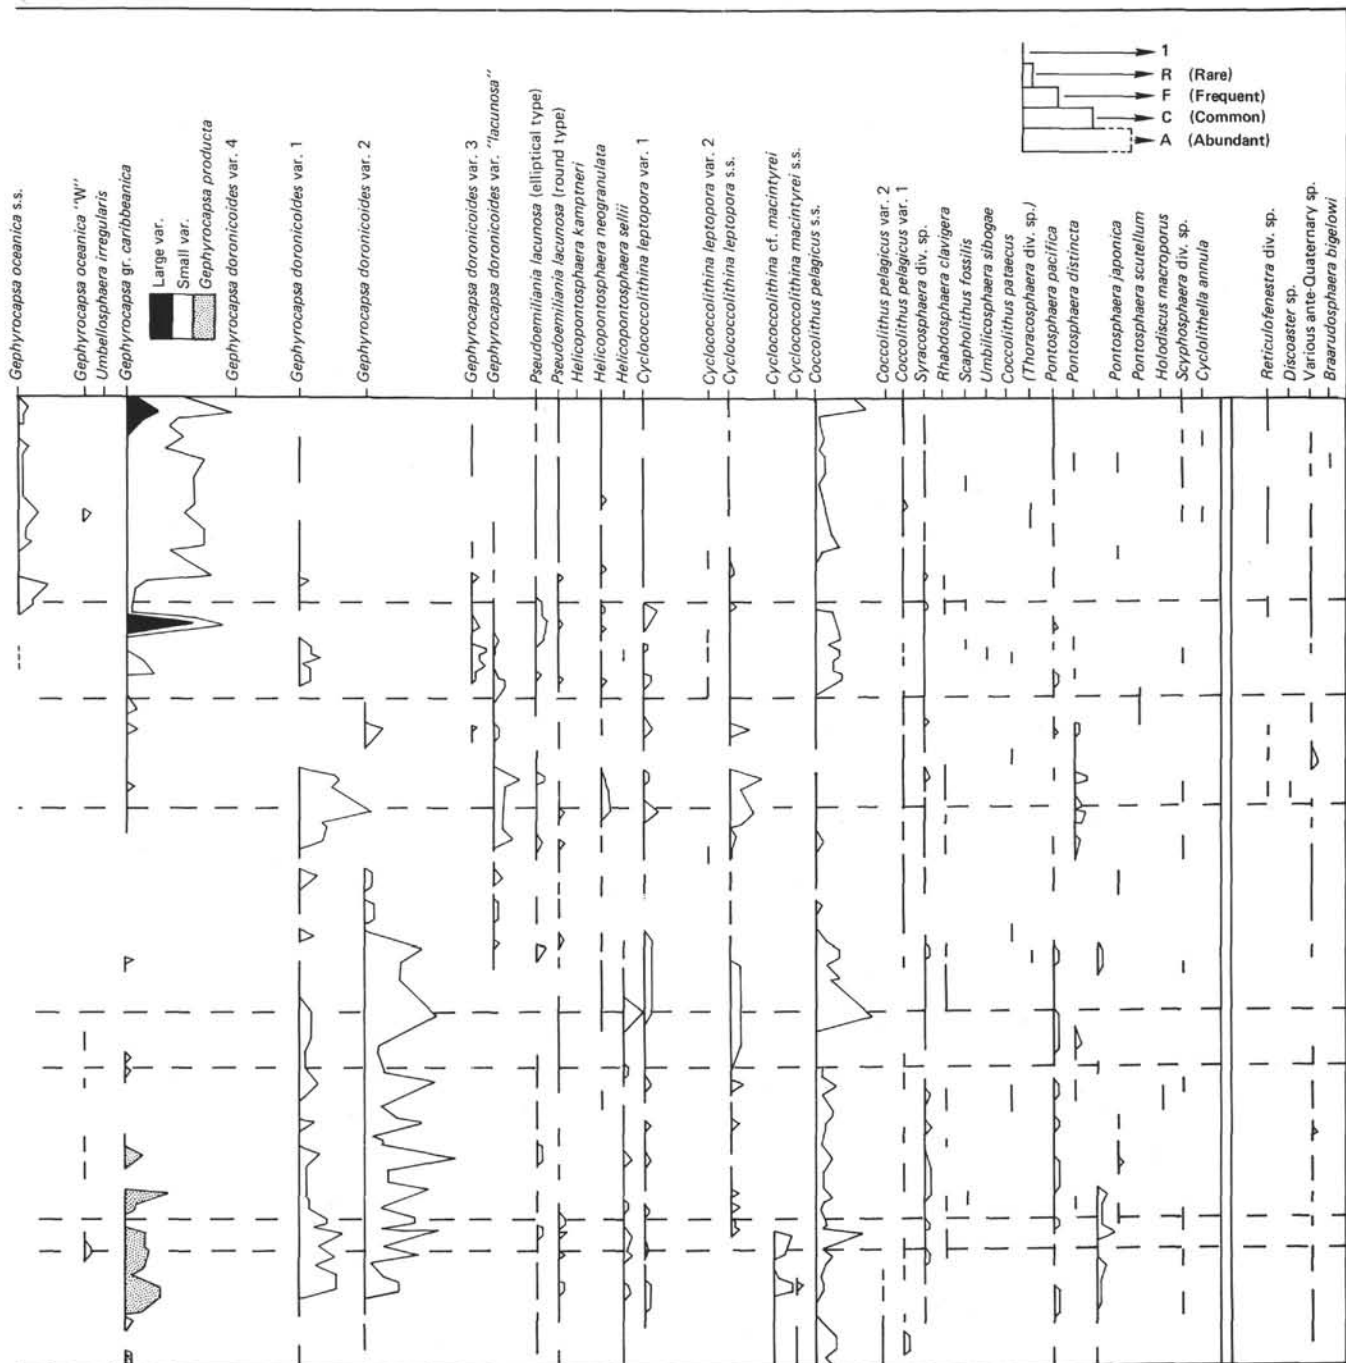 1
R (Rare)
F (Frequent)
C (Common)
A (Abundant)
Gephyrocapsa oceanica s.s.
Gephyrocapsa oceanica "W"
Umbellosphaera irregularis
Gephyrocapsa gr. caribbeanica
Large var.
Small var.
Gephyrocapsa producta
Gephyrocapsa doronicoides var. 4
Gephyrocapsa doronicoides var. 1
Gephyrocapsa doronicoides var. 2
Gephyrocapsa doronicoides var. 3
Gephyrocapsa doronicoides var. "lacunosa"
Pseudoemiliania lacunosa (elliptical type)
Pseudoemiliania lacunosa (round type)
Helicopontosphaera kamptneri
Helicopontosphaera neogranulata
Helicopontosphaera sellii
Cyclococcolithina leptopora var. 1
Cyclococcolithina leptopora var. 2
Cyclococcolithina leptopora s.s.
Cyclococcolithina cf. macintyrei
Cyclococcolithina macintyrei s.s.
Coccolithus pelagicus s.s.
Coccolithus pelagicus var. 2
Coccolithus pelagicus var. 1
Syracosphaera div. sp.
Rhabdosphaera clavigera
Scapholithus fossilis
Umbilicosphaera sibogae
Coccolithus pataecus
(Thoracosphaera div. sp.)
Pontosphaera pacifica
Pontosphaera distincta
Pontosphaera japonica
Pontosphaera scutellum
Holodiscus macroporus
Scyphosphaera div. sp.
Cyclolithella annula
Reticulofenestra div. sp.
Discoaster sp.
Various ante-Quaternary sp.
Braarudosphaera bigelowi